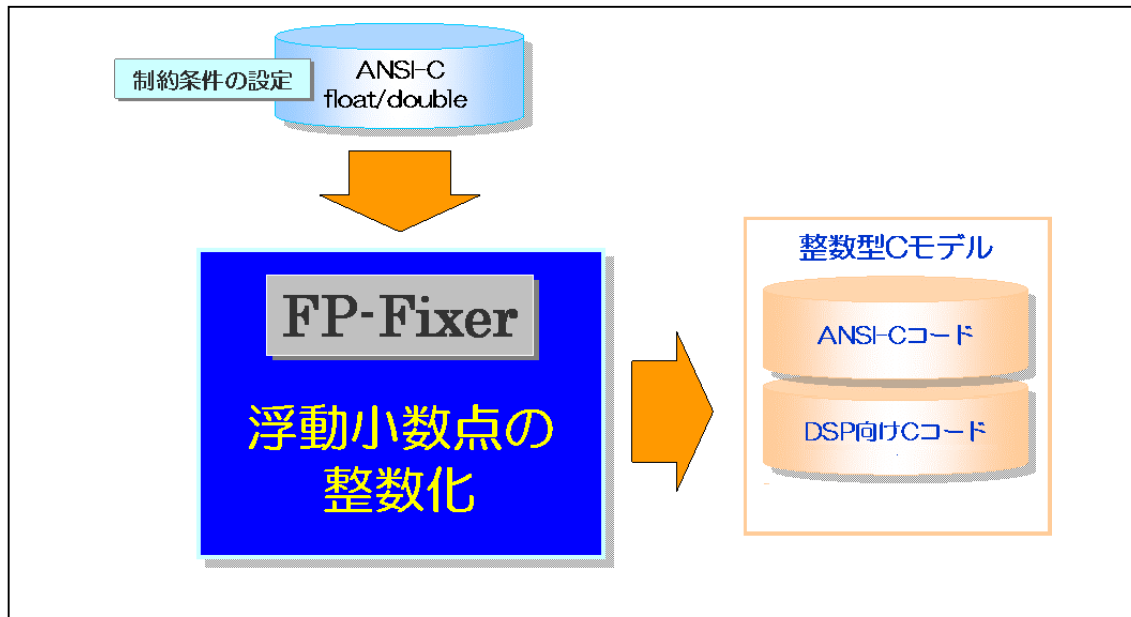 制約条件の設定
ANSI-C
float/double
FP-Fixer
浮動小数点の
整数化
整数型Cモデル
ANSI-Cコード
DSP向けCコード